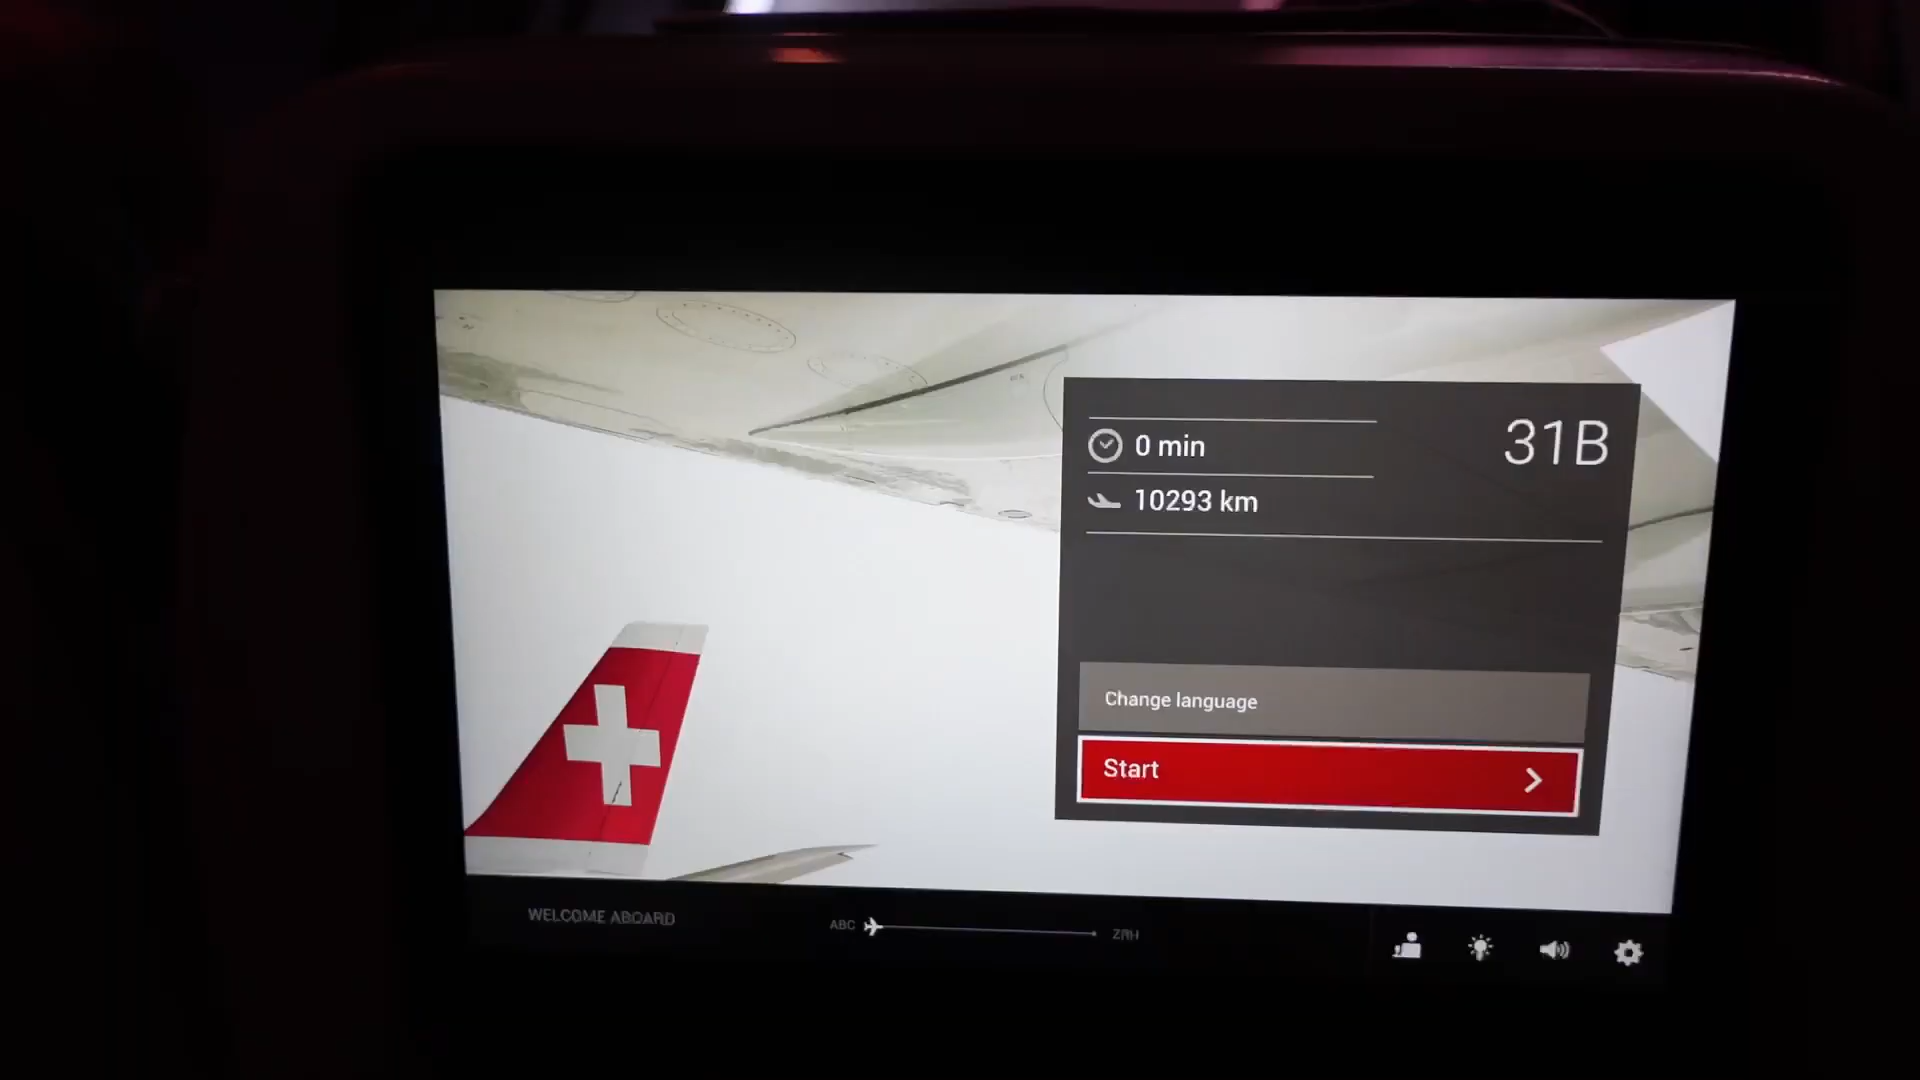 31B
0 min
10293 km
Change language
Start
WELCOME ABOARD
ABC
ZRH